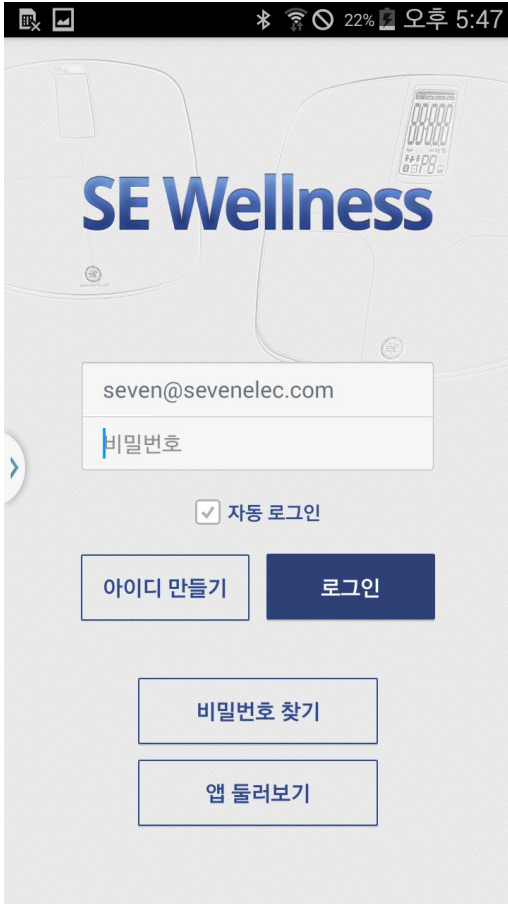 22% 오후 5:47
SE Wellness
seven@sevenelec.com
비밀번호
자동 로그인
아이디 만들기 로그인
비밀번호 찾기
앱 둘러보기